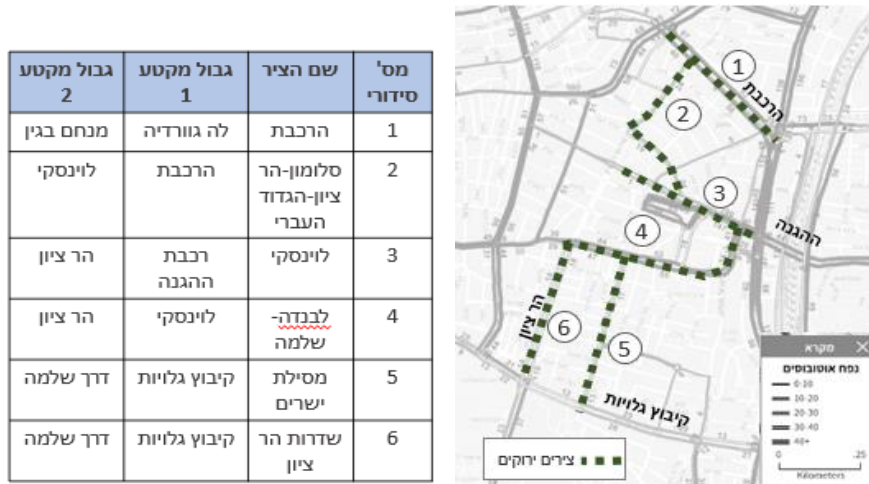 מס' סידורי
שם הציר
גבול מקטע 1
גבול מקטע 2
1
הרכבת
לה גוורדיה
מנחם בגין
2
סלומון-הר
ציון-הגדוד
העברי
הרכבת
לוינסקי
3
לוינסקי
רכבת
ההגנה
הר ציון
4
לבנדה-
שלמה
לוינסקי
הר ציון
5
מסילת
ישרים
קיבוץ גלויות
דרך שלמה
6
שדרות הר
ציון
קיבוץ גלויות
דרך שלמה
1
הרכבת
2
3
ההגנה
4
הר ציון
6
5
קיבוץ גלויות
צירים ירוקים
מקרא
נפח אוטובוסים
0-10
10-20
20-30
30-40
40+
0 .25
Kilometers